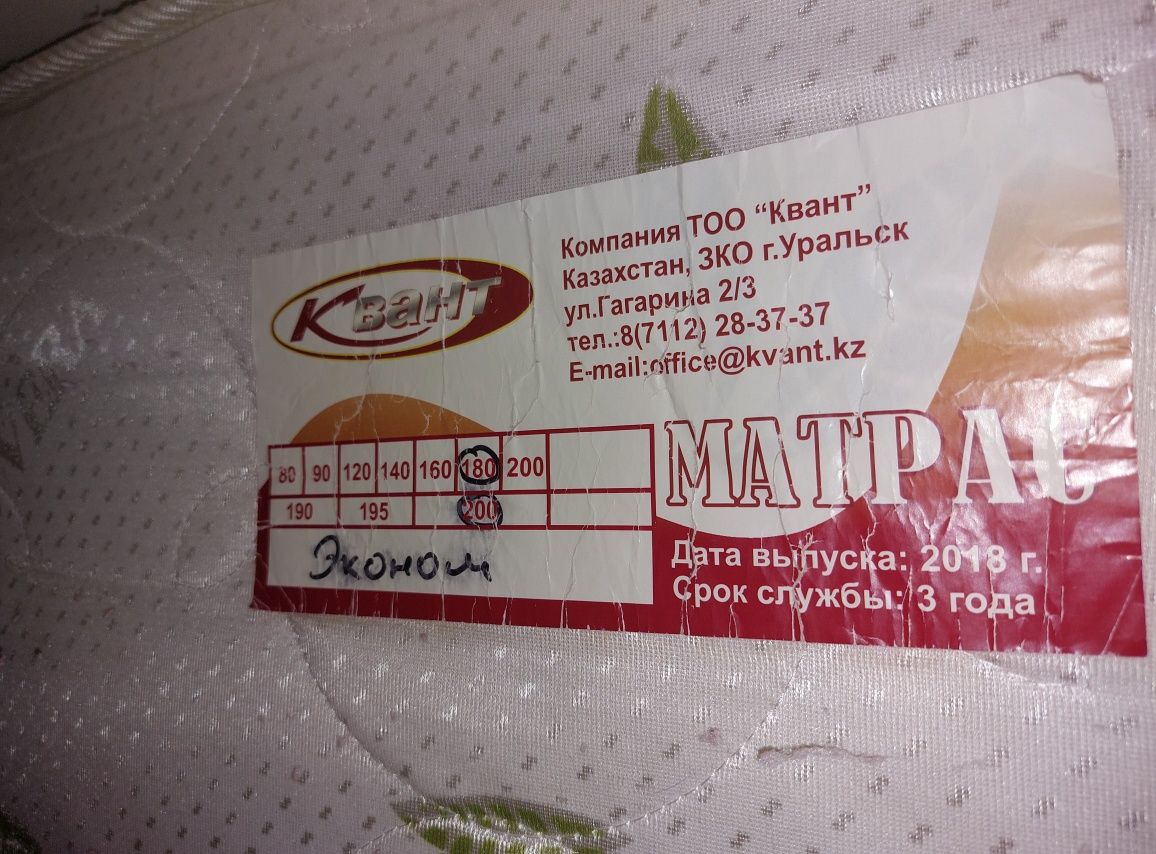 Квант
Компания ТОО “Квант”
Казахстан, ЗКО г.Уральск
ул.Гагарина 2/3
тел.:8(7112) 28-37-37
E-mail:office@kvant.kz
80 90 120 140 160 180 200
190 195 200
Эконом
МАТРАС
Дата выпуска: 2018 г.
Срок службы: 3 года